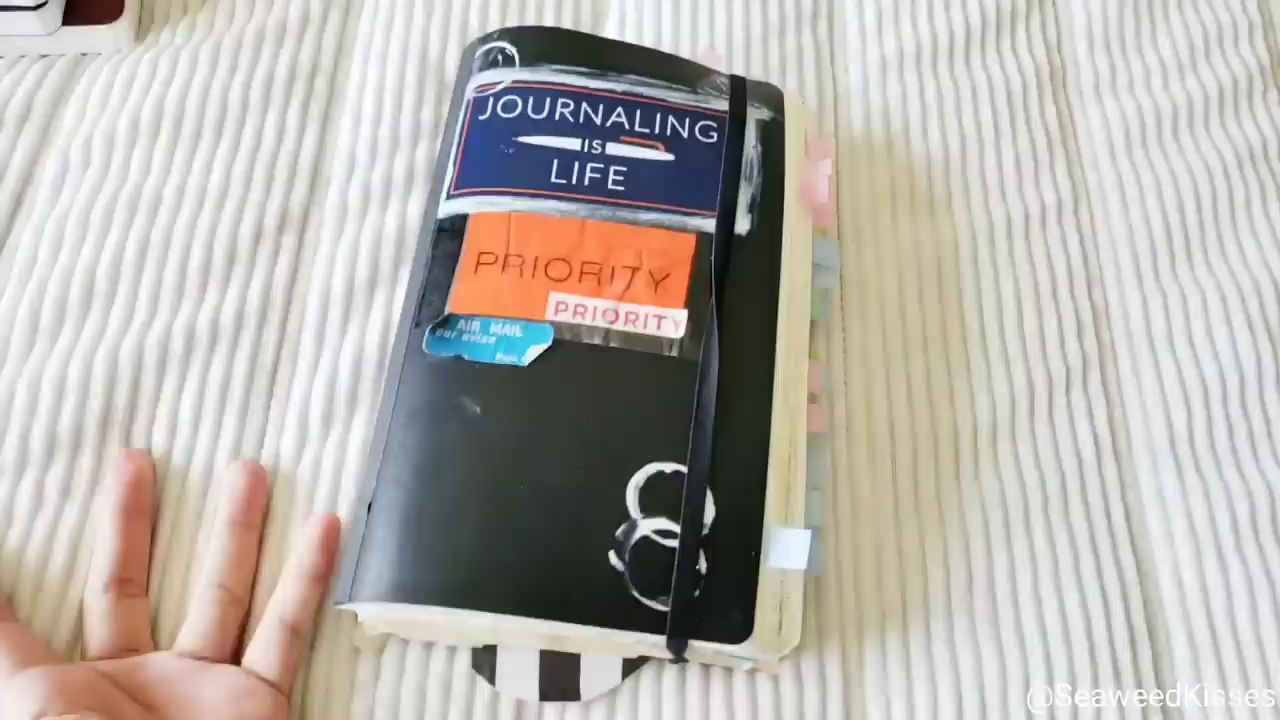 JOURNALING
IS
LIFE
PRIORITY
PRIORITY
AIR MAIL
par avion
@SeaweedKisses